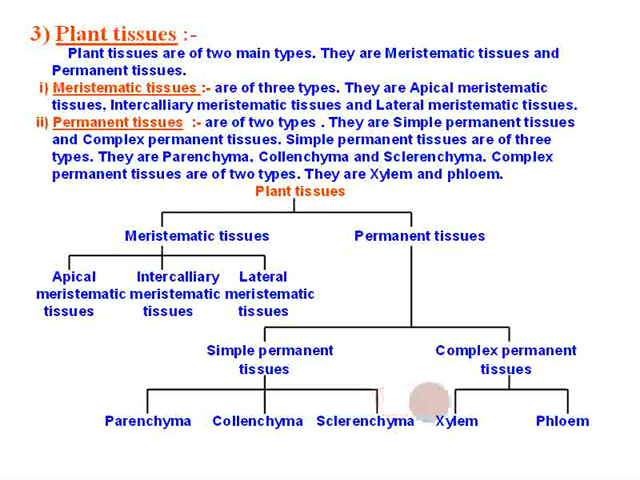 3) Plant tissues :-
Plant tissues are of two main types. They are Meristematic tissues and
Permanent tissues.
i) Meristematic tissues :- are of three types. They are Apical meristematic
tissues, Intercalliary meristematic tissues and Lateral meristematic tissues.
ii) Permanent tissues :- are of two types . They are Simple permanent tissues
and Complex permanent tissues. Simple permanent tissues are of three
types. They are Parenchyma, Collenchyma and Sclerenchyma. Complex
permanent tissues are of two types. They are Xylem and phloem.
Plant tissues
Meristematic tissues Permanent tissues
Apical Intercalliary Lateral
meristematic meristematic meristematic
tissues tissues tissues
Simple permanent Complex permanent
tissues tissues
Parenchyma Collenchyma Sclerenchyma Xylem Phloem